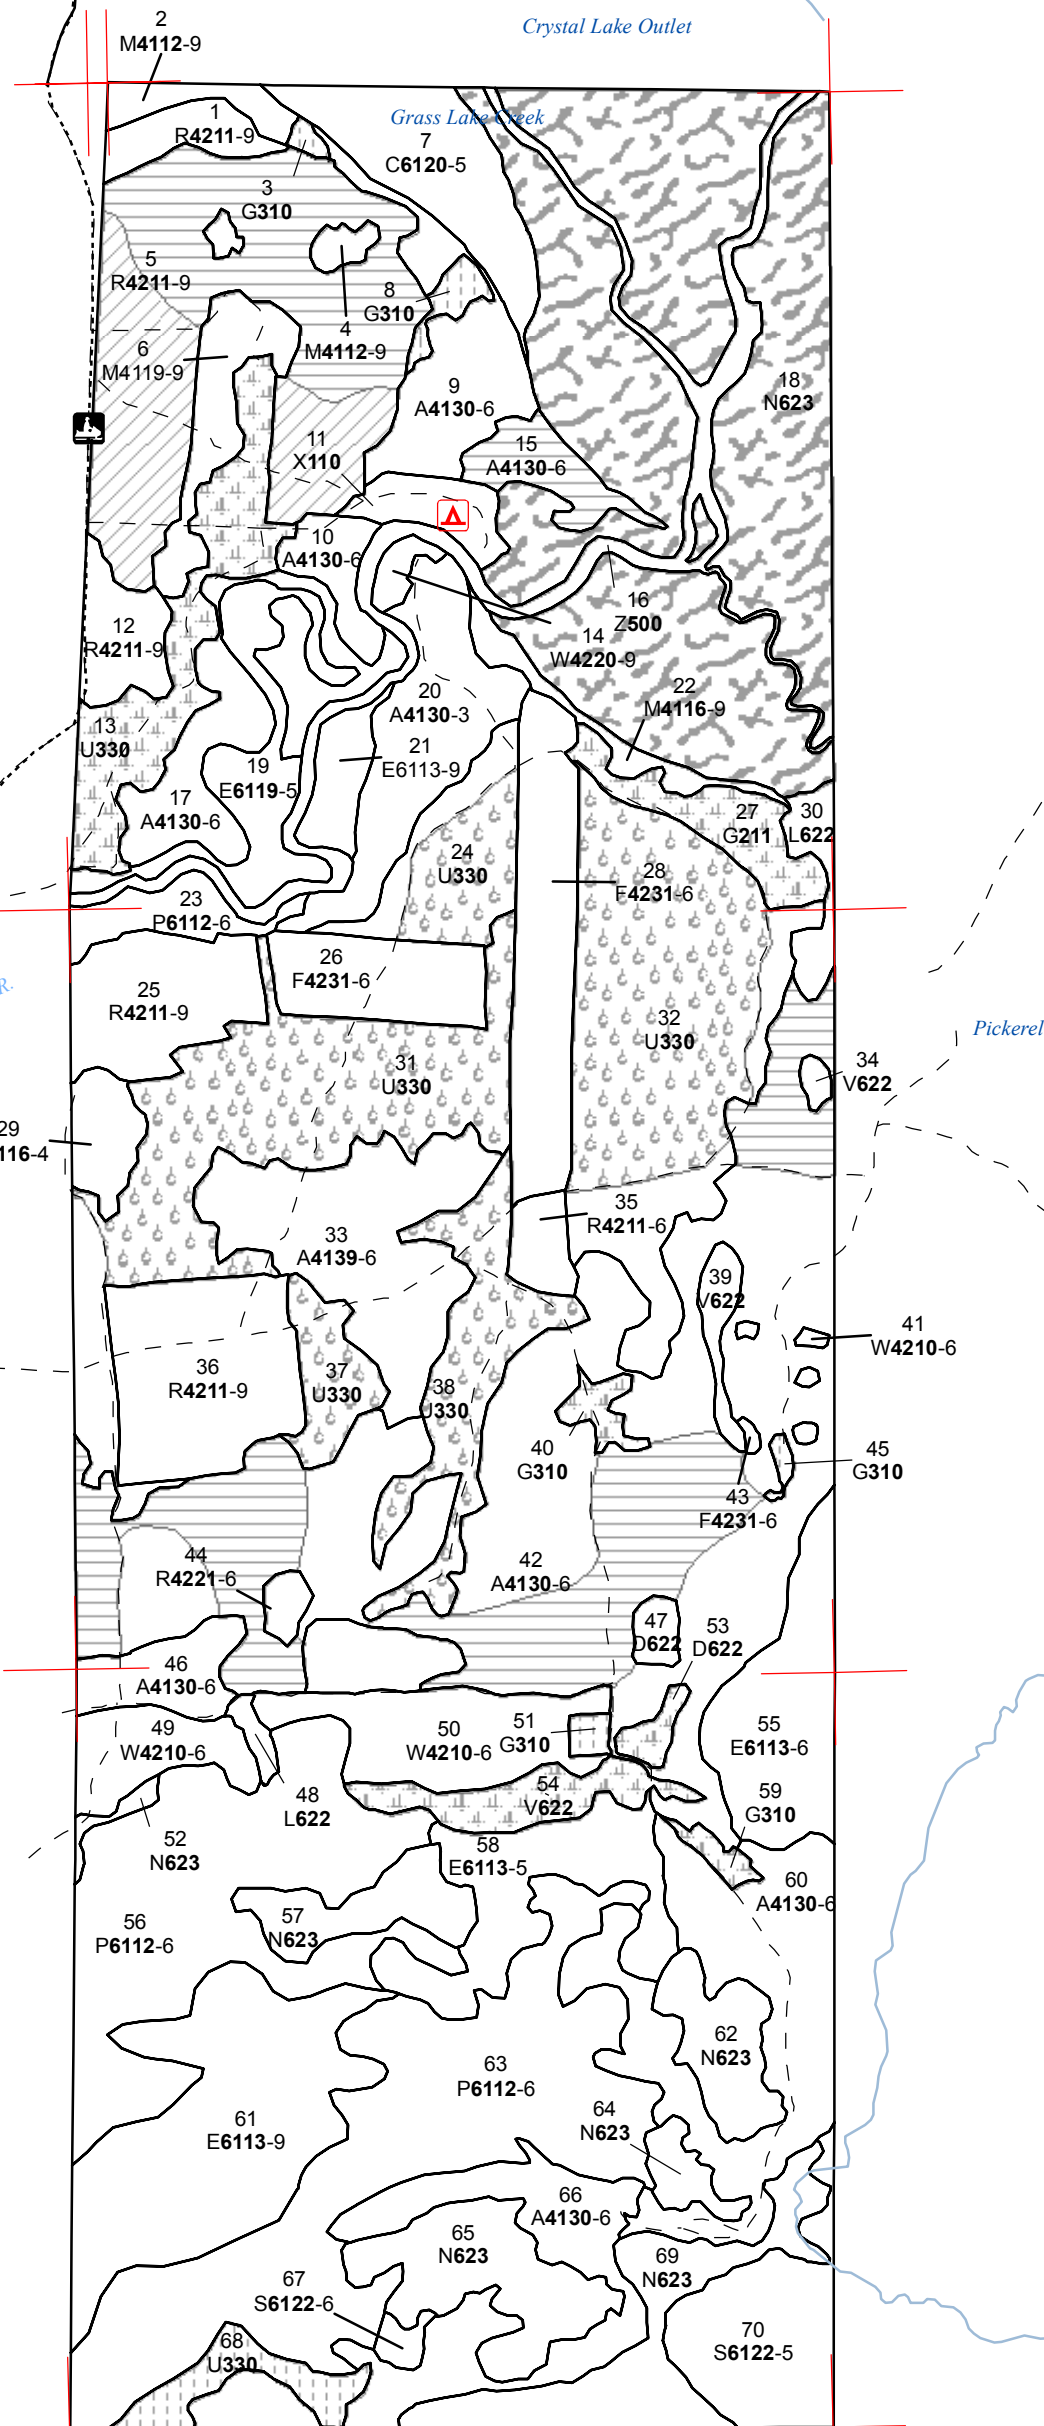 Crystal Lake Outlet
2
M4112-9
Grass Lake Creek
1
R4211-9
7
C6120-5
3
G310
5
R4211-9
8
G310
4
M4112-9
6
M4119-9
9
A4130-6
18
N623
11
X110
15
A4130-6
10
A4130-6
16
Z500
12
R4211-9
14
W4220-9
20
A4130-3
22
M4116-9
13
U330
21
E6113-9
19
E6119-5
17
A4130-6
27
G211
30
L622
24
U330
28
F4231-6
23
P6112-6
26
F4231-6
25
R4211-9
R.
32
U330
Pickerel
31
U330
34
V622
29
116-4
35
R4211-6
33
A4139-6
39
V622
41
W4210-6
36
R4211-9
37
U330
38
U330
40
G310
45
G310
43
F4231-6
44
R4221-6
42
A4130-6
47
D622
53
D622
46
A4130-6
49
W4210-6
50
W4210-6
51
G310
55
E6113-6
48
L622
54
V622
59
G310
52
N623
58
E6113-5
60
A4130-6
56
P6112-6
57
N623
62
N623
63
P6112-6
64
N623
61
E6113-9
66
A4130-6
65
N623
69
N623
67
S6122-6
68
U330
70
S6122-5